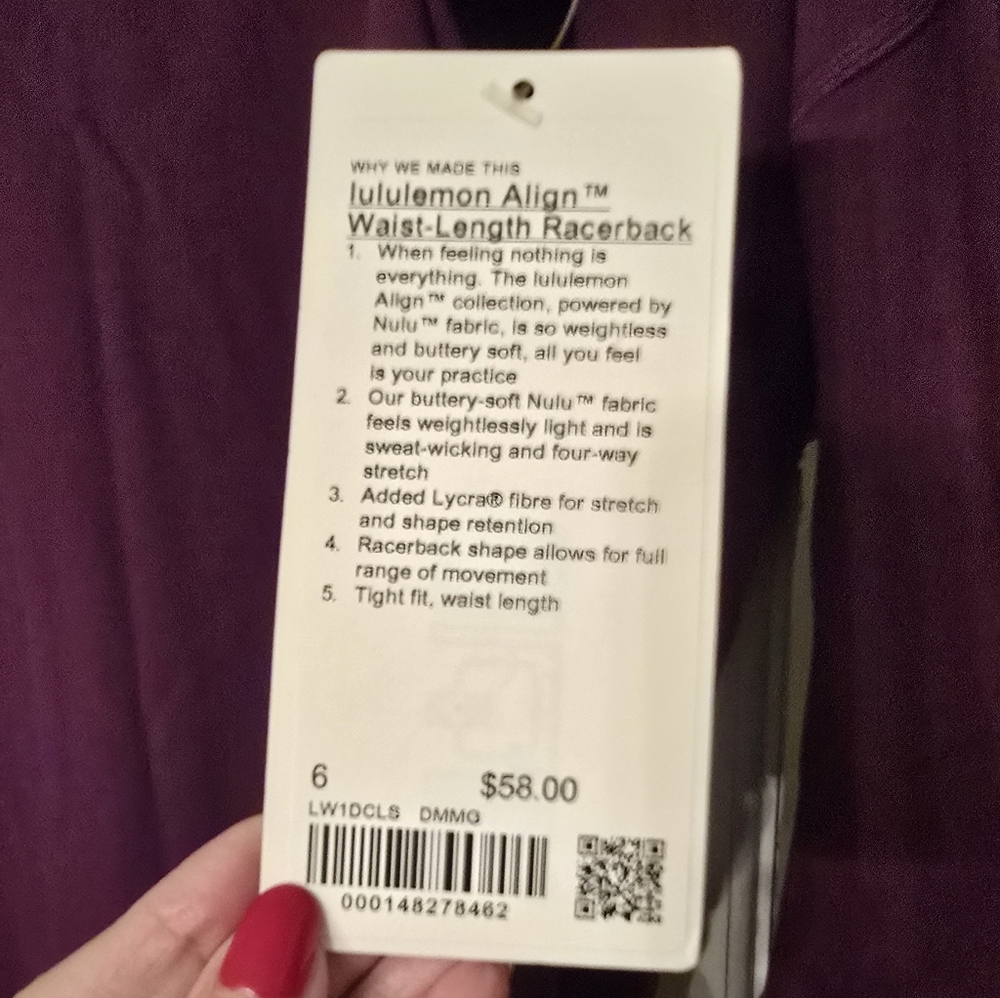 WHY WE MADE THIS
lululemon Align™
Waist-Length Racerback
1. When feeling nothing is
everything. The lululemon
Align™ collection, powered by
Nulu™ fabric, is so weightless
and buttery soft, all you feel
is your practice
2. Our buttery-soft Nulu™ fabric
feels weightlessly light and is
sweat-wicking and four-way
stretch
3. Added Lycra® fibre for stretch
and shape retention
4. Racerback shape allows for full
range of movement
5. Tight fit, waist length
6 $58.00
LW1DCLS DMMG
000148278462